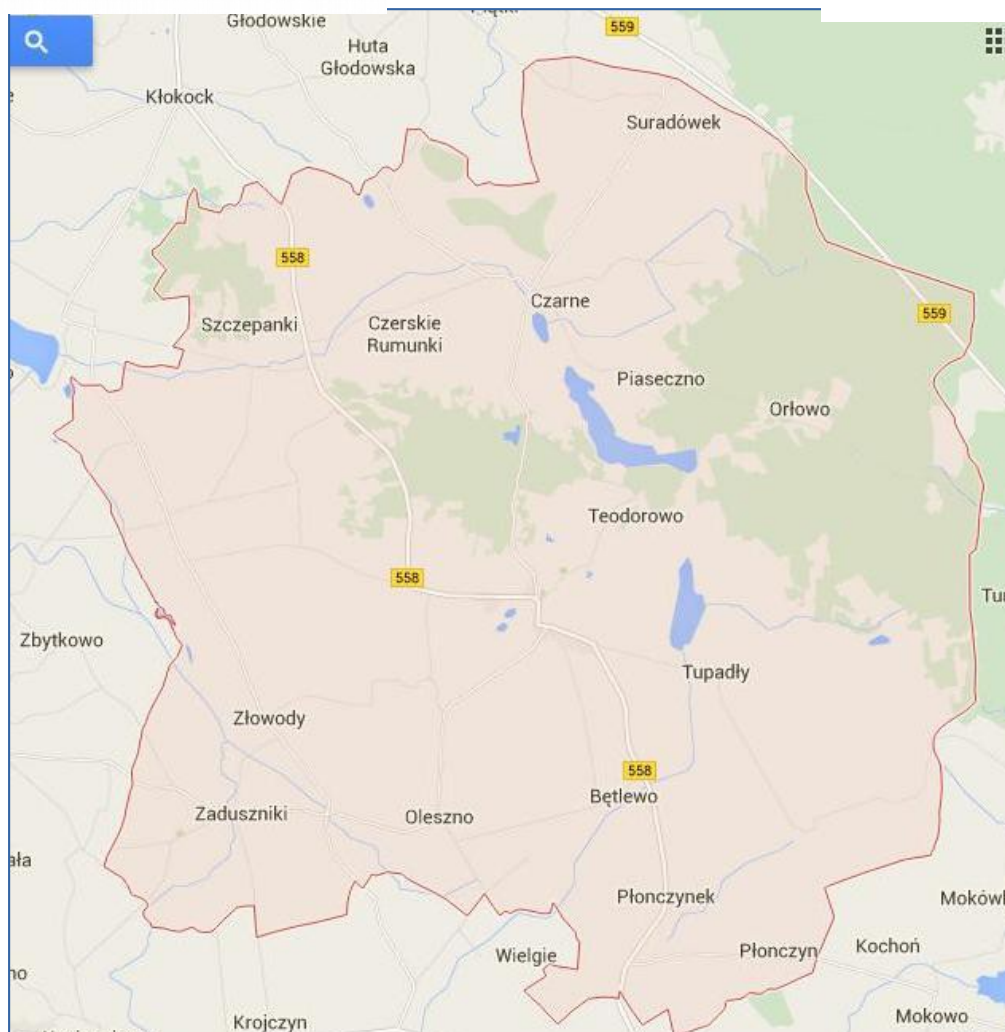 Głodowskie
559
Huta
Głodowska
Kłokock
Suradówek
558
Czarne
559
Szczepanki
Czerskie
Rumunki
Piaseczno
Orłowo
Teodorowo
558
Zbytkowo
Tupadły
Złowody
558
Bętlewo
Zaduszniki
Oleszno
Płonczynek
Wielgie
Płonczyn
Kochoń
Mokowo
Krojczyn